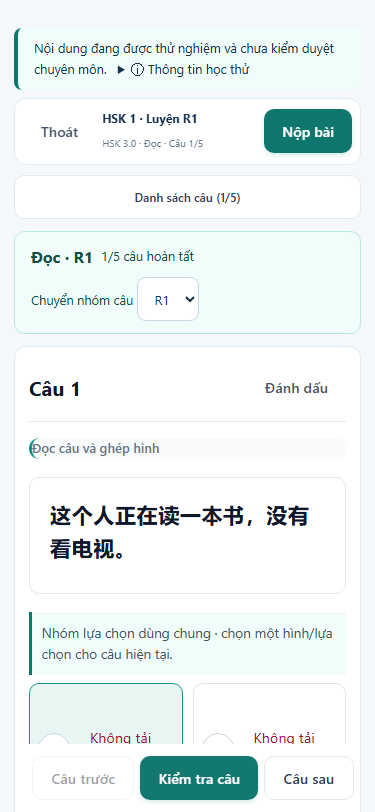 Nội dung đang được thử nghiệm và chưa kiểm duyệt
chuyên môn. ▶ ⓘ Thông tin học thử
Thoát
HSK 1 · Luyện R1
HSK 3.0 · Đọc · Câu 1/5
Nộp bài
Danh sách câu (1/5)
Đọc · R1 1/5 câu hoàn tất
Chuyển nhóm câu R1
Câu 1
Đánh dấu
Đọc câu và ghép hình
这个人正在读一本书，没有
看电视。
Nhóm lựa chọn dùng chung · chọn một hình/lựa
chọn cho câu hiện tại.
Không tải
Không tải
Câu trước
Kiểm tra câu
Câu sau